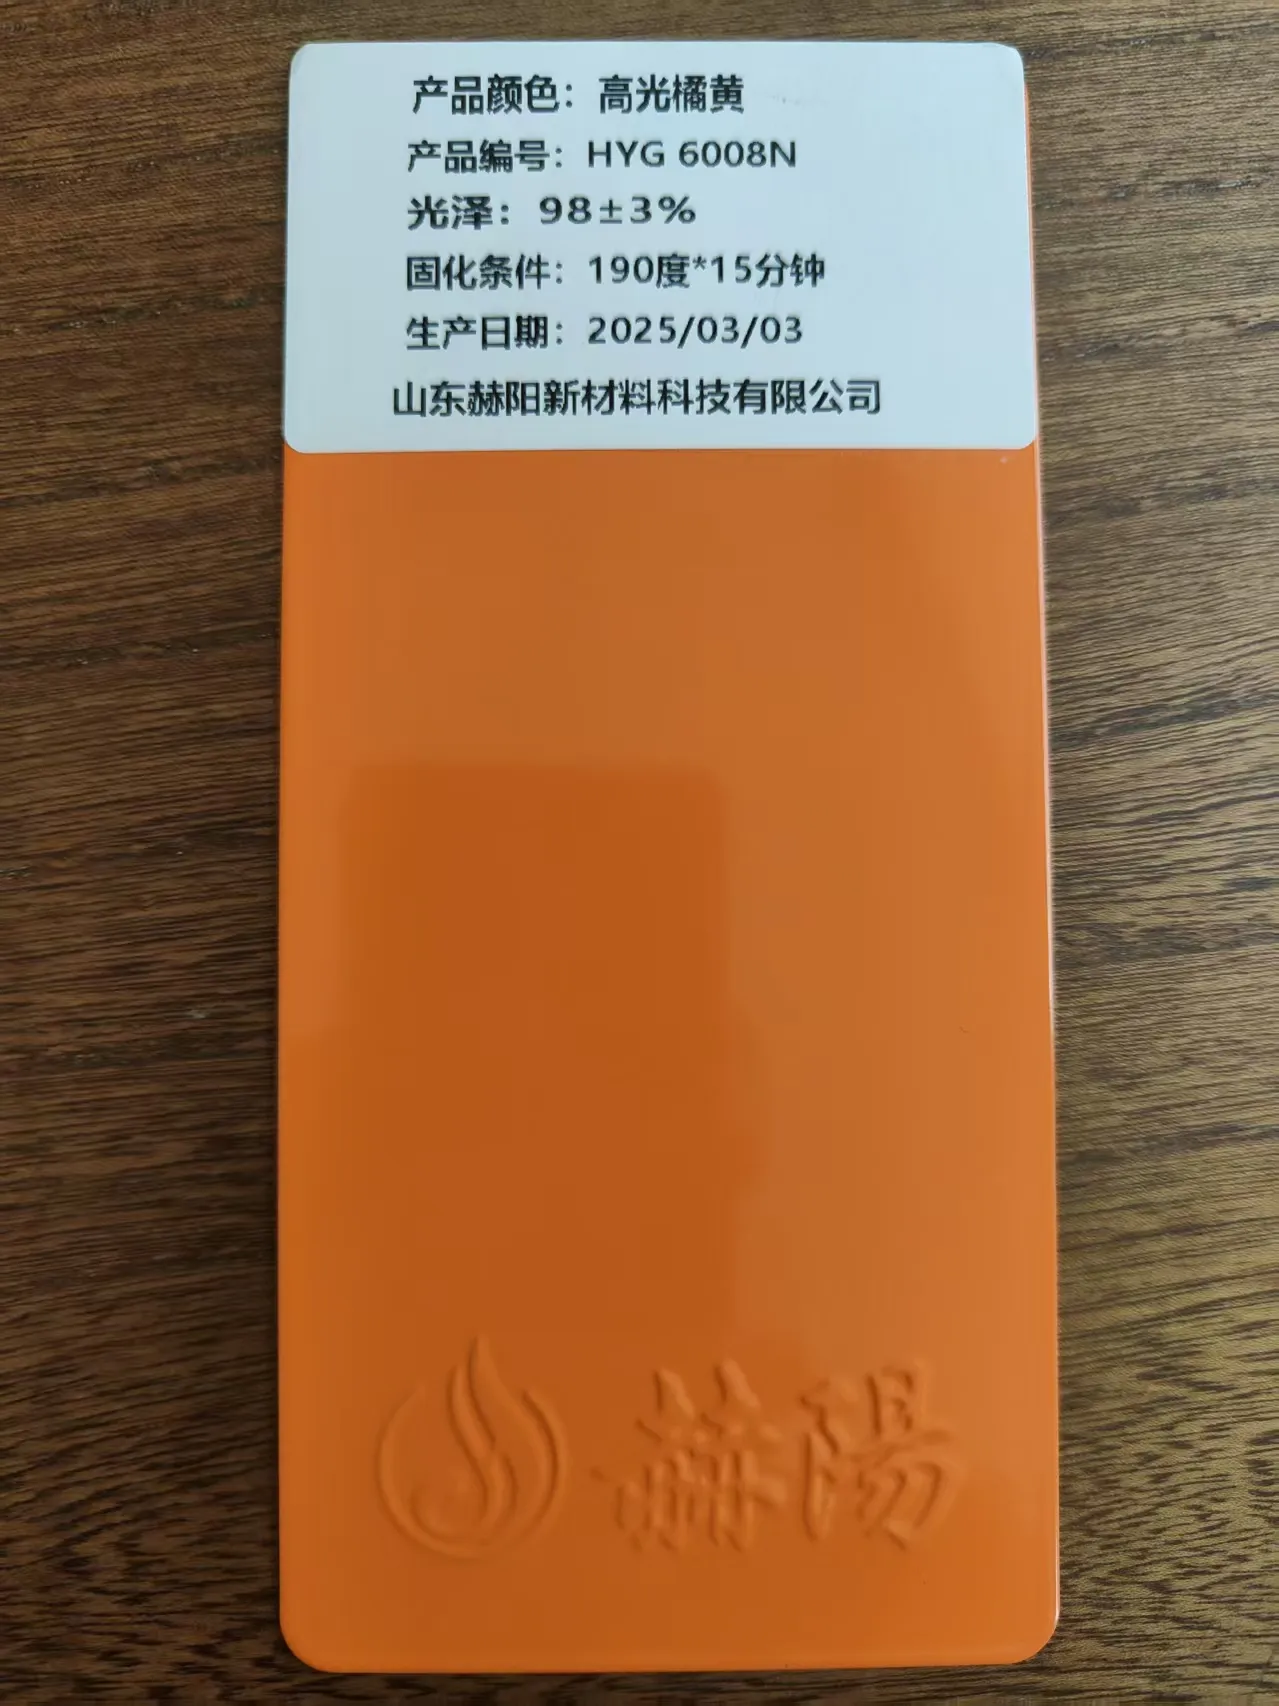 产品颜色：高光橘黄
产品编号：HYG 6008N
光泽：98±3%
固化条件：190度*15分钟
生产日期：2025/03/03
山东赫阳新材料科技有限公司
赫陽